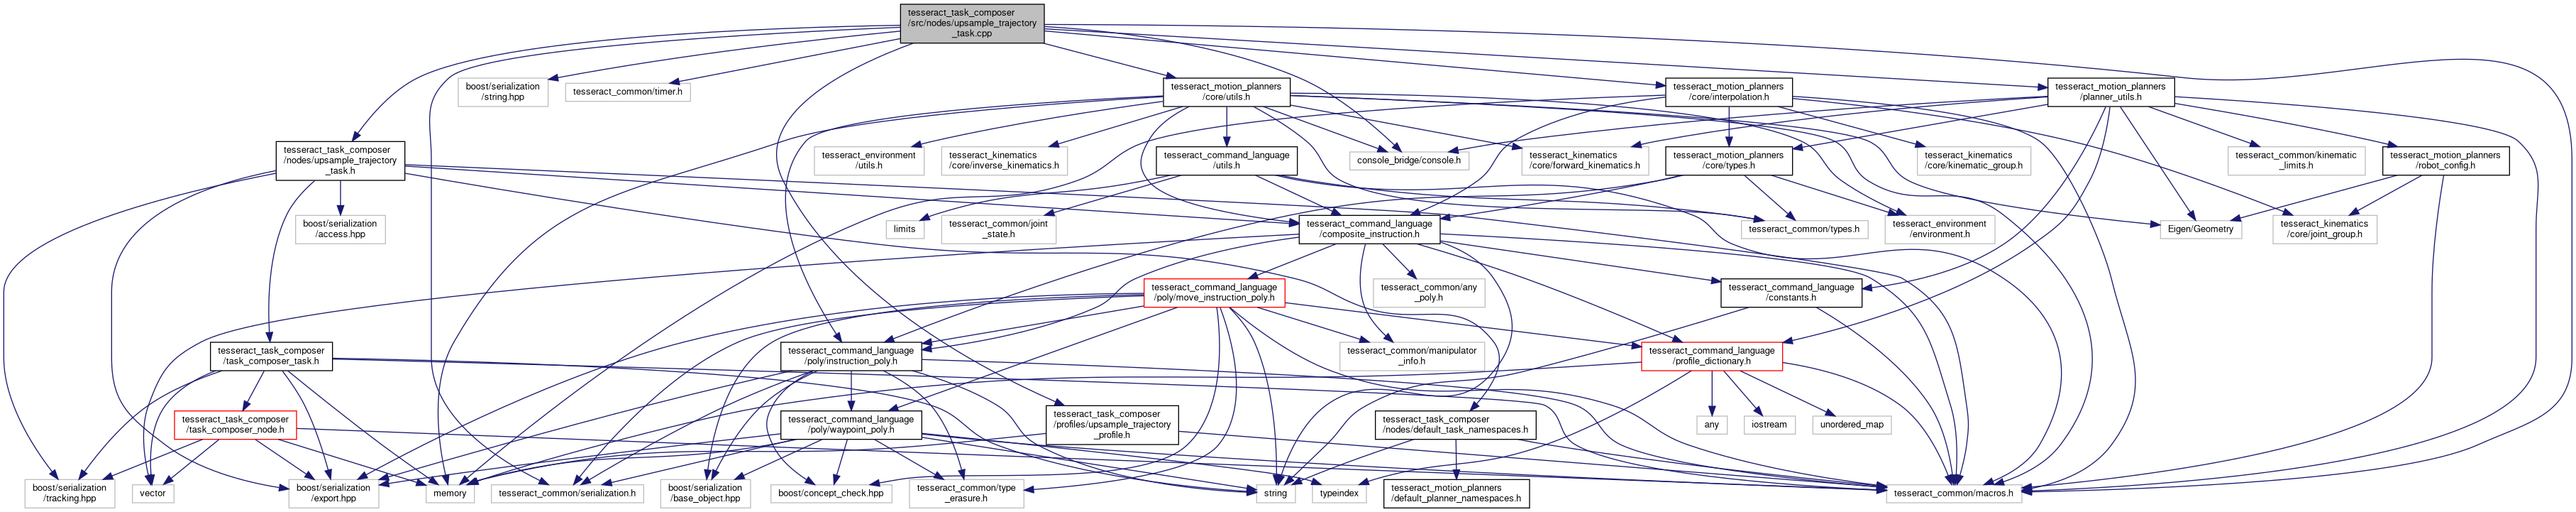 tesseract_task_composer
/src/nodes/upsample_trajectory
_task.cpp
boost/serialization
/string.hpp
tesseract_common/timer.h
tesseract_motion_planners
/core/utils.h
tesseract_motion_planners
/core/interpolation.h
tesseract_motion_planners
/planner_utils.h
tesseract_task_composer
/nodes/upsample_trajectory
_task.h
tesseract_environment
/utils.h
tesseract_kinematics
/core/inverse_kinematics.h
tesseract_command_language
/utils.h
console_bridge/console.h
tesseract_kinematics
/core/forward_kinematics.h
tesseract_motion_planners
/core/types.h
tesseract_kinematics
/core/kinematic_group.h
tesseract_common/kinematic
_limits.h
tesseract_motion_planners
/robot_config.h
boost/serialization
/access.hpp
limits
tesseract_common/joint
_state.h
tesseract_command_language
/composite_instruction.h
tesseract_common/types.h
tesseract_environment
/environment.h
Eigen/Geometry
tesseract_kinematics
/core/joint_group.h
tesseract_command_language
/poly/move_instruction_poly.h
tesseract_common/any
_poly.h
tesseract_command_language
/constants.h
tesseract_task_composer
/task_composer_task.h
tesseract_command_language
/poly/instruction_poly.h
tesseract_common/manipulator
_info.h
tesseract_command_language
/profile_dictionary.h
tesseract_task_composer
/task_composer_node.h
tesseract_command_language
/poly/waypoint_poly.h
tesseract_task_composer
/profiles/upsample_trajectory
_profile.h
tesseract_task_composer
/nodes/default_task_namespaces.h
any
iostream
unordered_map
boost/serialization
/tracking.hpp
vector
boost/serialization
/export.hpp
memory
tesseract_common/serialization.h
boost/serialization
/base_object.hpp
boost/concept_check.hpp
tesseract_common/type
_erasure.h
string
typeindex
tesseract_motion_planners
/default_planner_namespaces.h
tesseract_common/macros.h